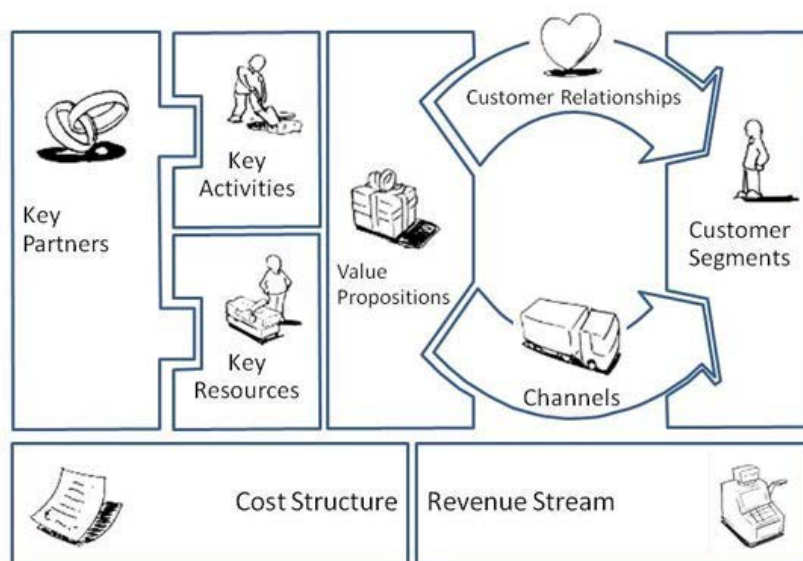 Key
Partners
Key
Activities
Key
Resources
Value
Propositions
Customer Relationships
Channels
Customer
Segments
Cost Structure
Revenue Stream